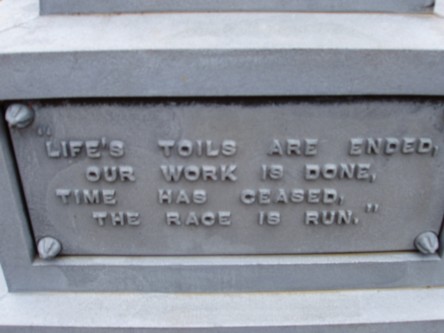 "LIFE'S TOILS ARE ENDED,
OUR WORK IS DONE,
TIME HAS CEASED,
THE RACE IS RUN."